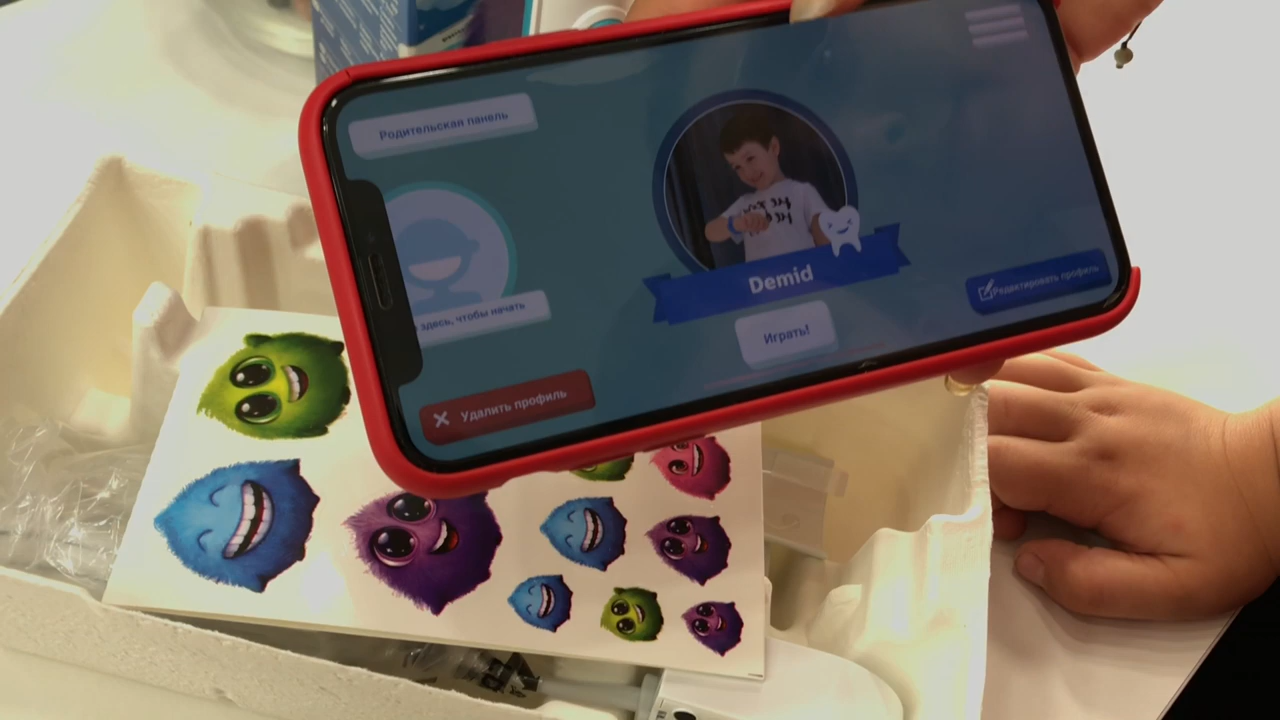 Родительская панель
здесь, чтобы начать
Удалить профиль
Demid
Играть!
Редактировать профиль